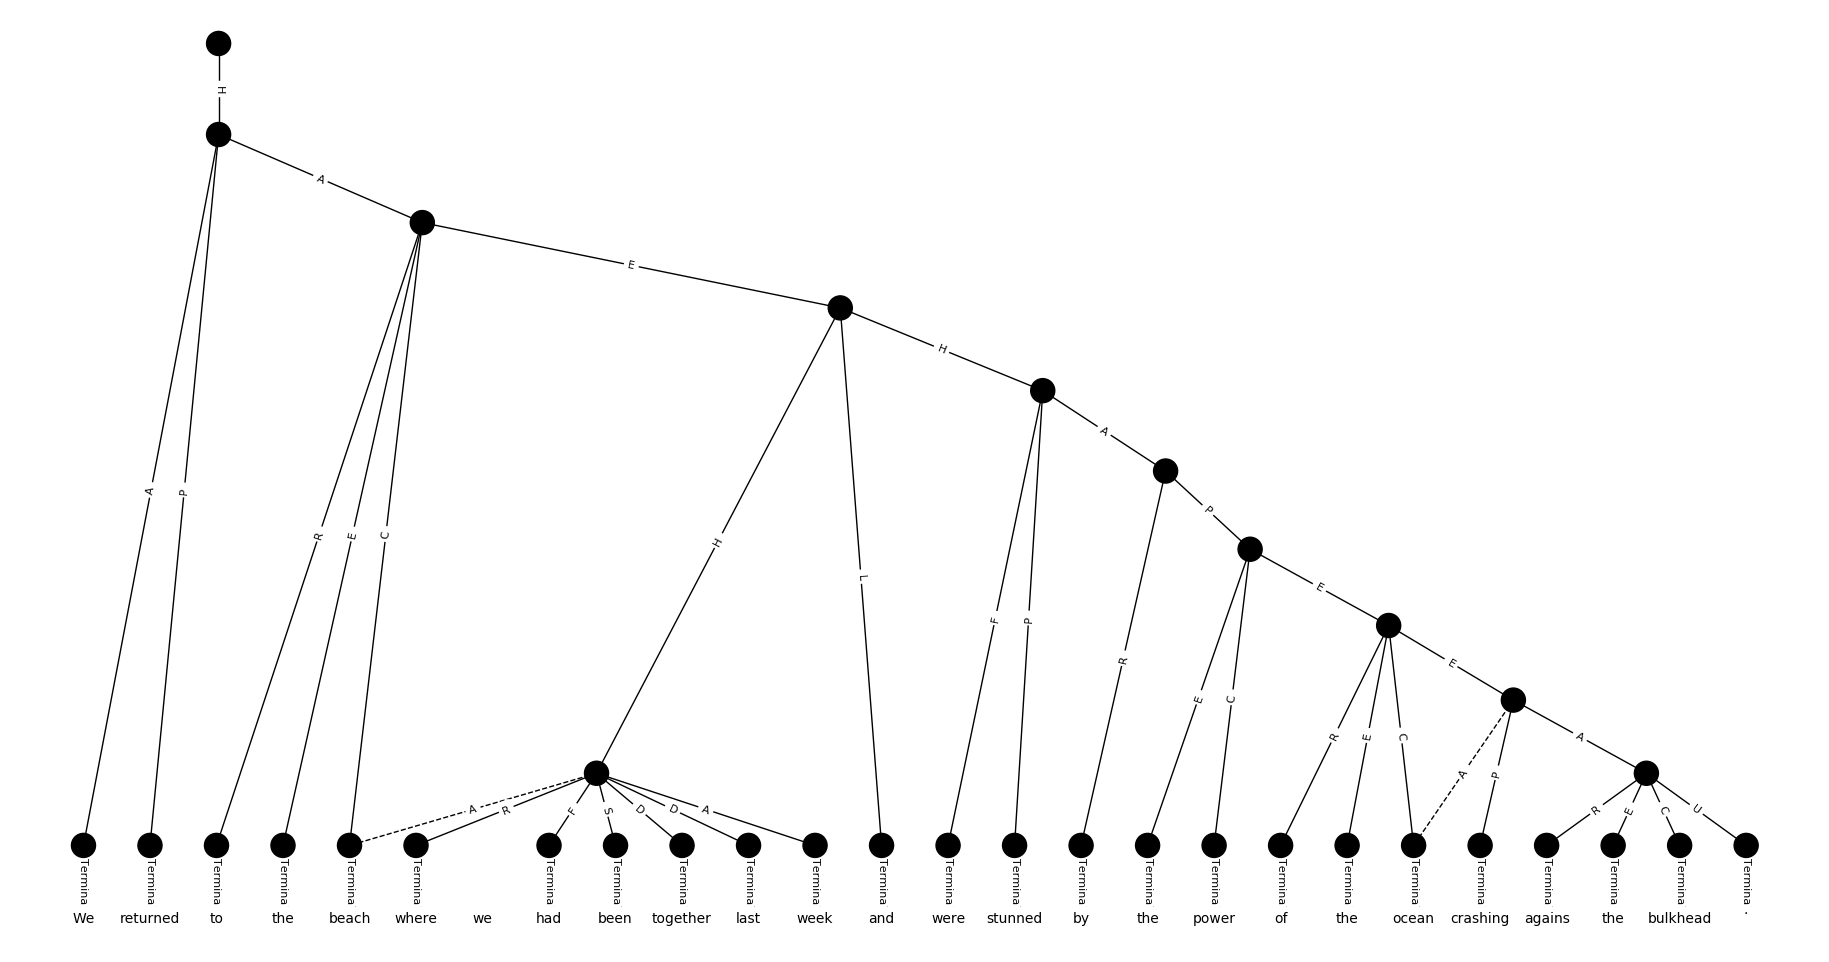 H
A
E
H
A
P
E
A P R E C H L F P R E C R E C E
A
A R F S D D A A P R E C U
Termina Termina Termina Termina Termina Termina Termina Termina Termina Termina Termina Termina Termina Termina Termina Termina Termina Termina Termina Termina Termina Termina Termina Termina Termina
We returned to the beach where we had been together last week and were stunned by the power of the ocean crashing agains the bulkhead .